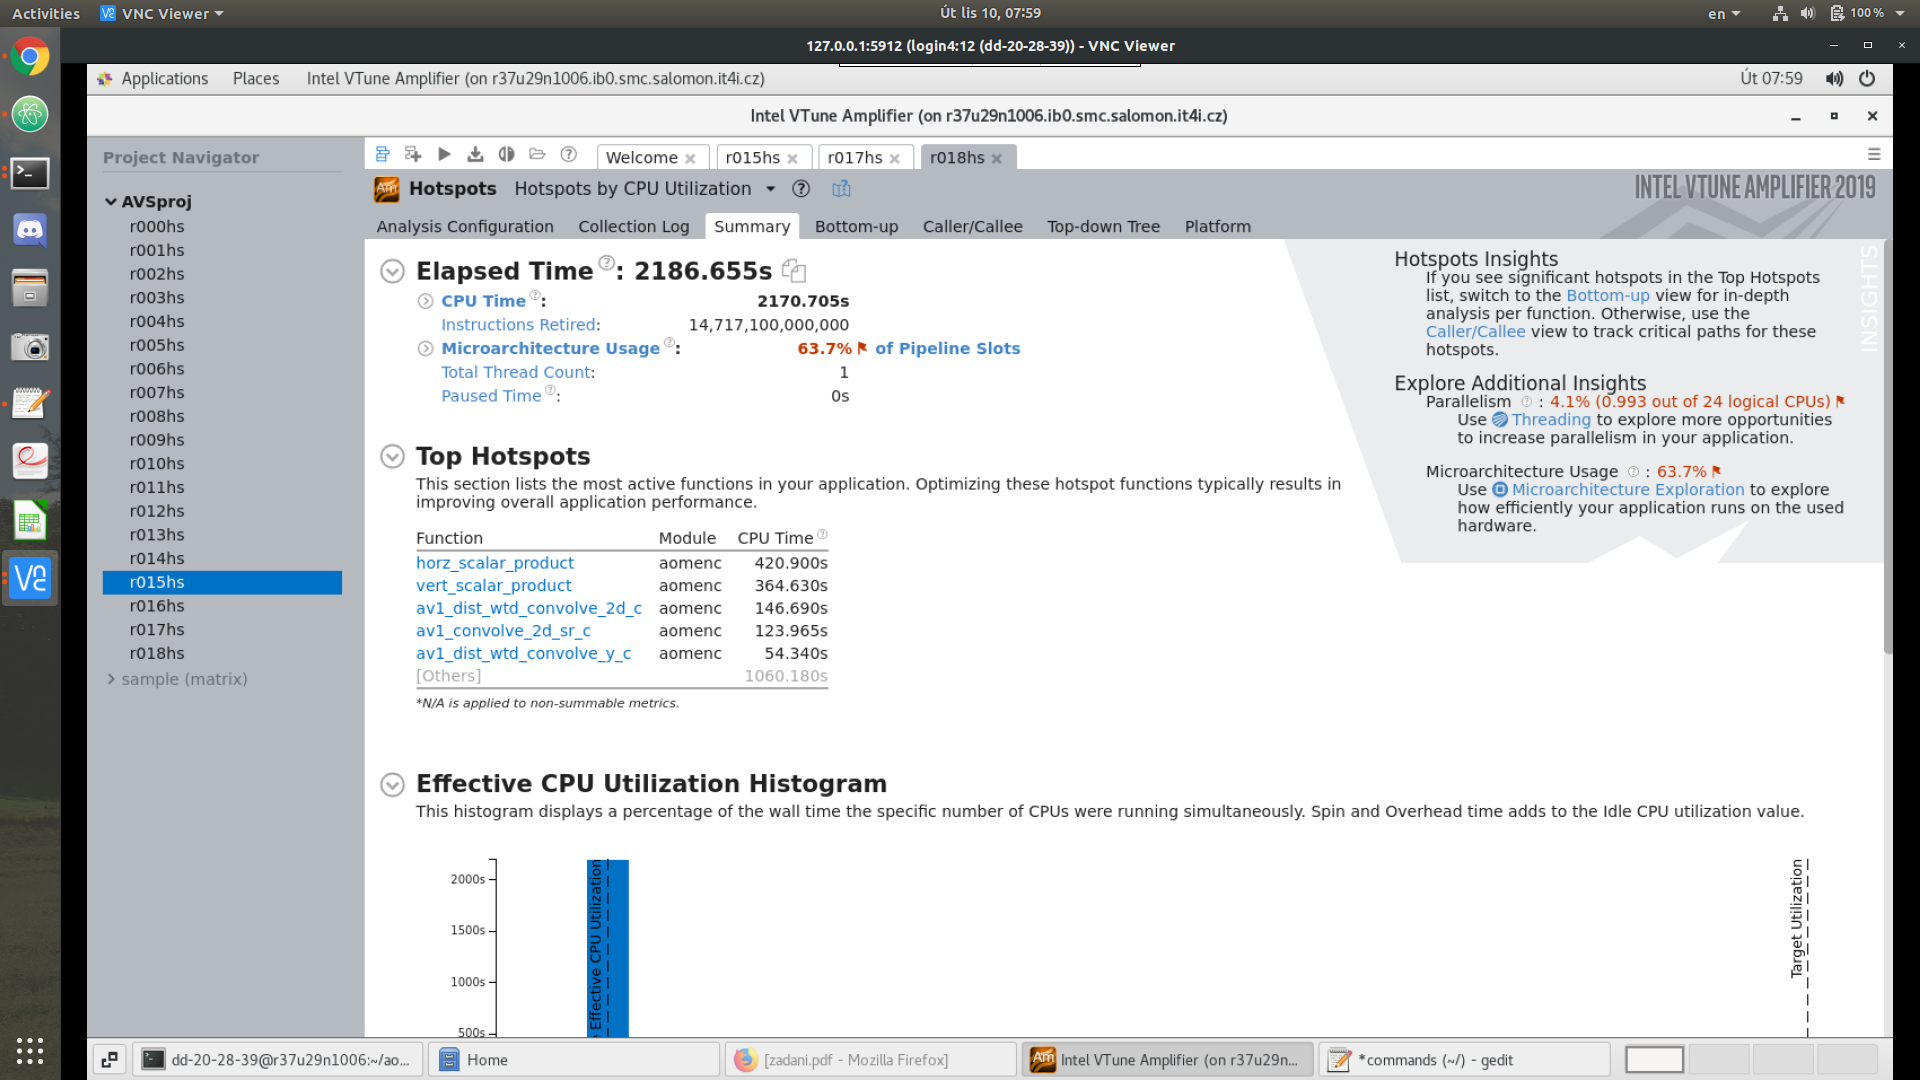 Activities VNC Viewer Út lis 10, 07:59 en 100%
127.0.0.1:5912 (login4:12 (dd-20-28-39)) - VNC Viewer
Applications Places Intel VTune Amplifier (on r37u29n1006.ib0.smc.salomon.it4i.cz) Út 07:59
Intel VTune Amplifier (on r37u29n1006.ib0.smc.salomon.it4i.cz)
Project Navigator
AVSproj
r000hs
r001hs
r002hs
r003hs
r004hs
r005hs
r006hs
r007hs
r008hs
r009hs
r010hs
r011hs
r012hs
r013hs
r014hs
r015hs
r016hs
r017hs
r018hs
sample (matrix)
Welcome r015hs r017hs r018hs
Am Hotspots Hotspots by CPU Utilization
INTEL VTUNE AMPLIFIER 2019
Analysis Configuration Collection Log Summary Bottom-up Caller/Callee Top-down Tree Platform
Elapsed Time: 2186.655s
CPU Time: 2170.705s
Instructions Retired: 14,717,100,000,000
Microarchitecture Usage: 63.7% of Pipeline Slots
Total Thread Count: 1
Paused Time: 0s
Top Hotspots
This section lists the most active functions in your application. Optimizing these hotspot functions typically results in
improving overall application performance.
Function Module CPU Time
horz_scalar_product aomenc 420.900s
vert_scalar_product aomenc 364.630s
av1_dist_wtd_convolve_2d_c aomenc 146.690s
av1_convolve_2d_sr_c aomenc 123.965s
av1_dist_wtd_convolve_y_c aomenc 54.340s
[Others] 1060.180s
*N/A is applied to non-summable metrics.
Effective CPU Utilization Histogram
This histogram displays a percentage of the wall time the specific number of CPUs were running simultaneously. Spin and Overhead time adds to the Idle CPU utilization value.
2000s
1500s
1000s
500s
Effective CPU Utilization
Target Utilization
INSIGHTS
Hotspots Insights
If you see significant hotspots in the Top Hotspots
list, switch to the Bottom-up view for in-depth
analysis per function. Otherwise, use the
Caller/Callee view to track critical paths for these
hotspots.
Explore Additional Insights
Parallelism : 4.1% (0.993 out of 24 logical CPUs)
Use Threading to explore more opportunities
to increase parallelism in your application.
Microarchitecture Usage : 63.7%
Use Microarchitecture Exploration to explore
how efficiently your application runs on the used
hardware.
dd-20-28-39@r37u29n1006:~/ao... Home [zadani.pdf - Mozilla Firefox] Intel VTune Amplifier (on r37u29n... *commands (~/) - gedit